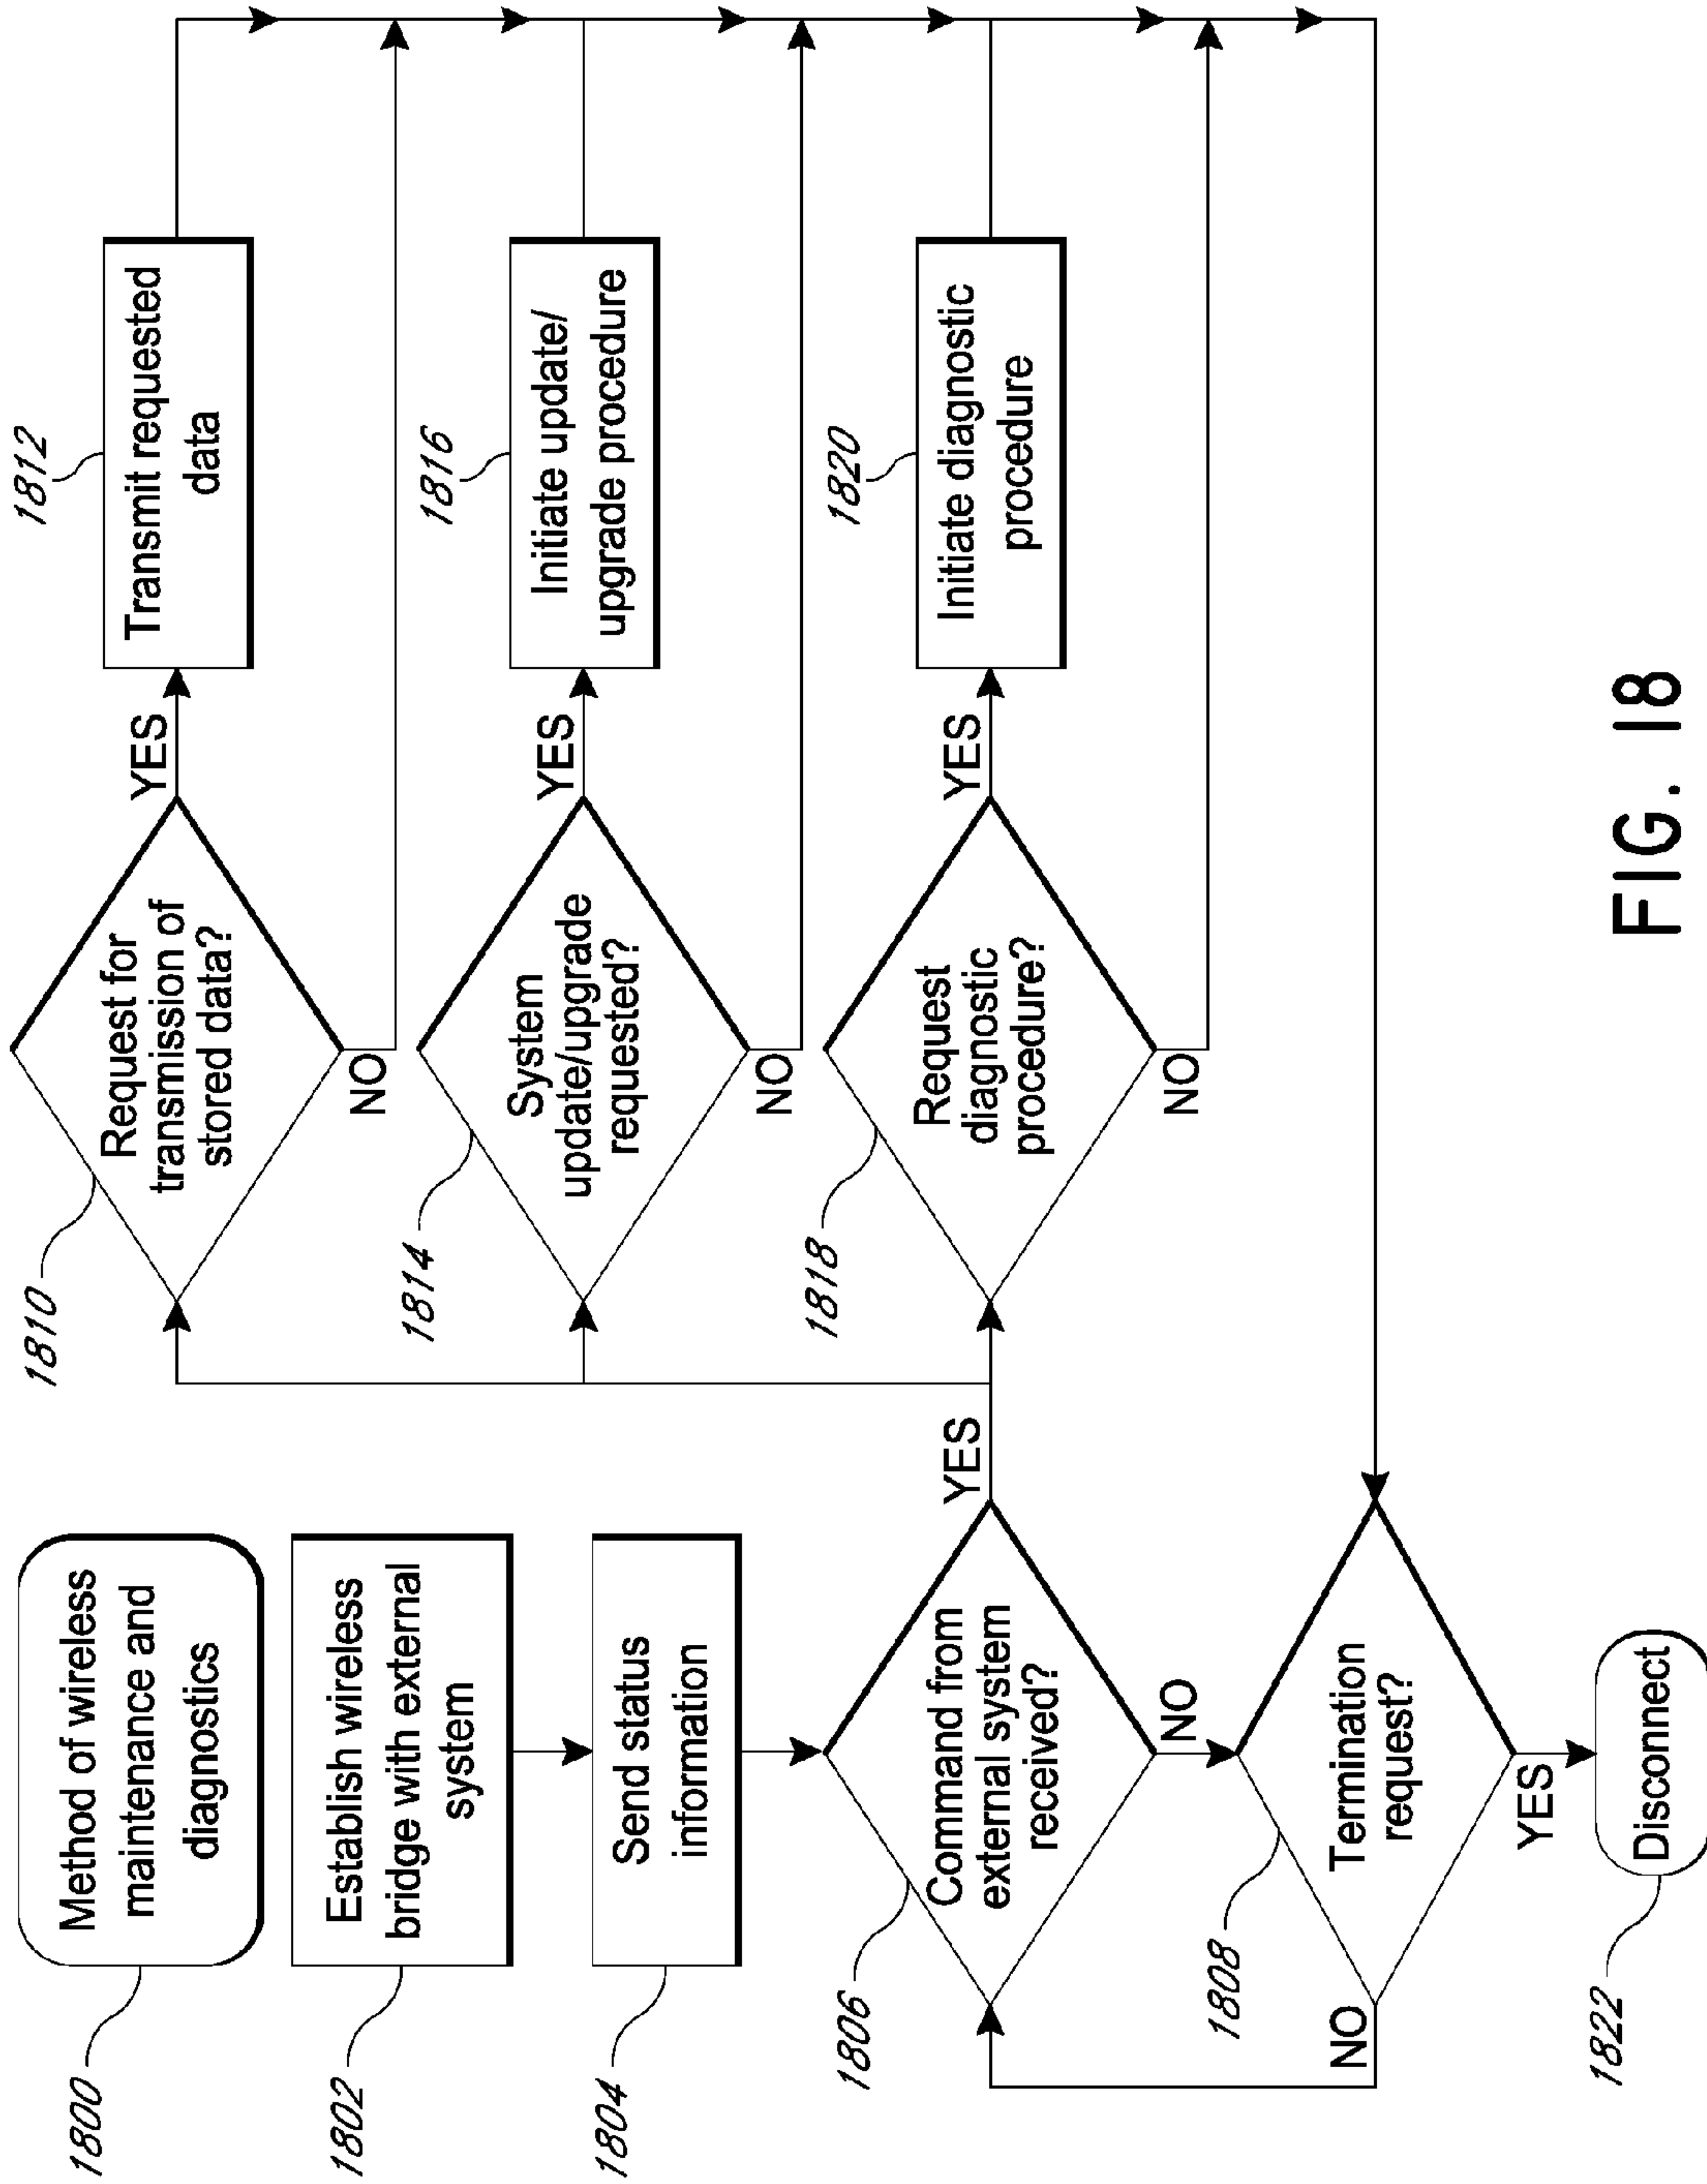 1800
Method of wireless
maintenance and
diagnostics
1802
Establish wireless
bridge with external
system
1804
Send status
information
1806
Command from
external system
received?
YES
NO
1808
Termination
request?
NO
YES
1822
Disconnect
1810
Request for
transmission of
stored data?
YES
NO
1812
Transmit requested
data
1814
System
update/upgrade
requested?
YES
NO
1816
Initiate update/
upgrade procedure
1818
Request
diagnostic
procedure?
YES
NO
1820
Initiate diagnostic
procedure
FIG. 18